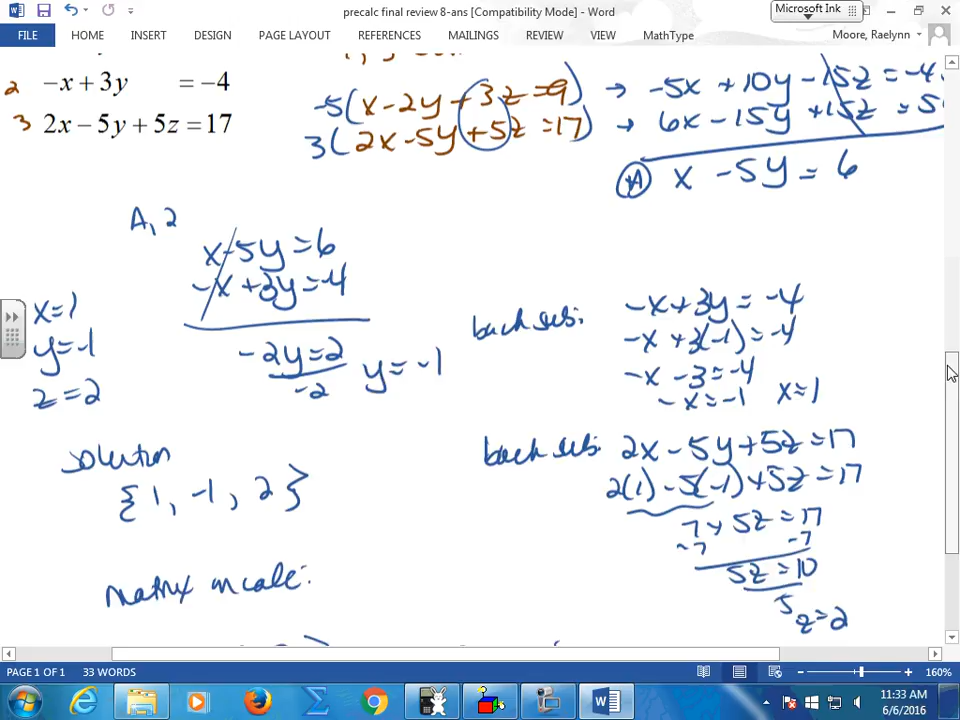 precalc final review 8-ans [Compatibility Mode] - Word
Microsoft Ink
FILE HOME INSERT DESIGN PAGE LAYOUT REFERENCES MAILINGS REVIEW VIEW MathType Moore, Raelynn
2 −x + 3y = −4
3 2x − 5y + 5z = 17
-5(x-2y+3z=9) → -5x+10y-15z=-4
3(2x-5y+5z=17) → 6x-15y+15z=5
A x -5y = 6
A, 2
x-5y=6
-x+3y=-4
-2y=2
-2
y=-1
x=1
y=-1
z=2
solution
{1, -1, 2}
Matrix in calc:
back sub: -x+3y=-4
-x+3(-1)=-4
-x-3=-4
-x=-1 x=1
back sub: 2x-5y+5z=17
2(1)-5(-1)+5z=17
7+5z=17
-7 -7
5z=10
5
z=2
PAGE 1 OF 1 33 WORDS 160%
11:33 AM
6/6/2016